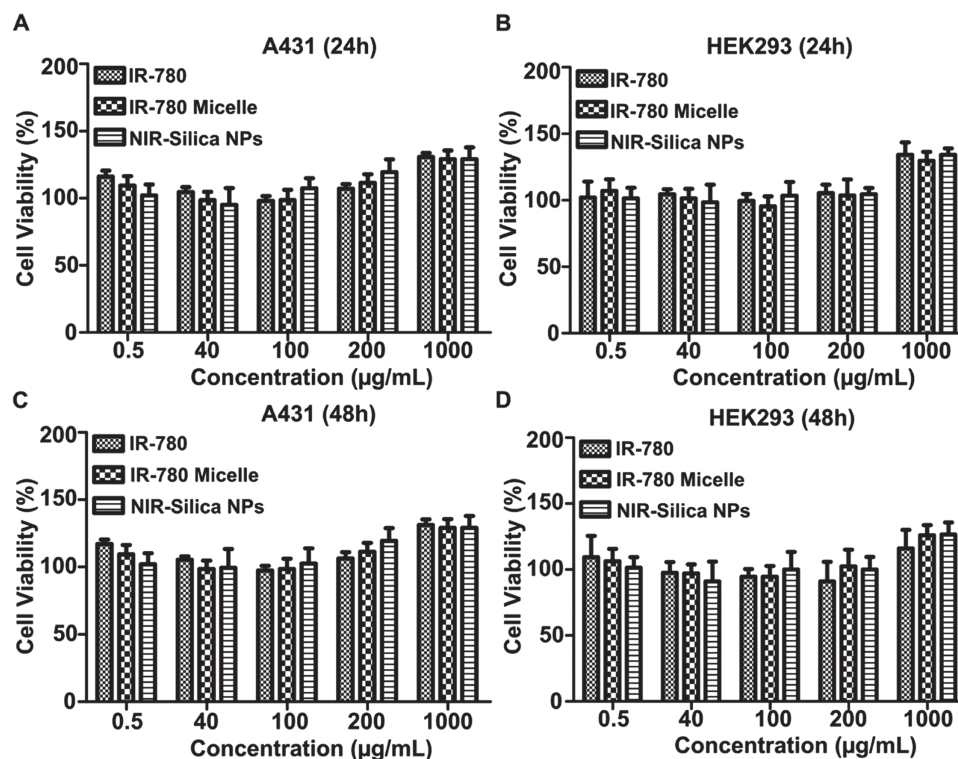 A
A431 (24h)
Cell Viability (%)
200
150
100
50
0
IR-780
IR-780 Micelle
NIR-Silica NPs
0.5 40 100 200 1000
Concentration (µg/mL)
B
HEK293 (24h)
Cell Viability (%)
200
150
100
50
0
IR-780
IR-780 Micelle
NIR-Silica NPs
0.5 40 100 200 1000
Concentration (µg/mL)
C
A431 (48h)
Cell Viability (%)
200
150
100
50
0
IR-780
IR-780 Micelle
NIR-Silica NPs
0.5 40 100 200 1000
Concentration (µg/mL)
D
HEK293 (48h)
Cell Viability (%)
200
150
100
50
0
IR-780
IR-780 Micelle
NIR-Silica NPs
0.5 40 100 200 1000
Concentration (µg/mL)